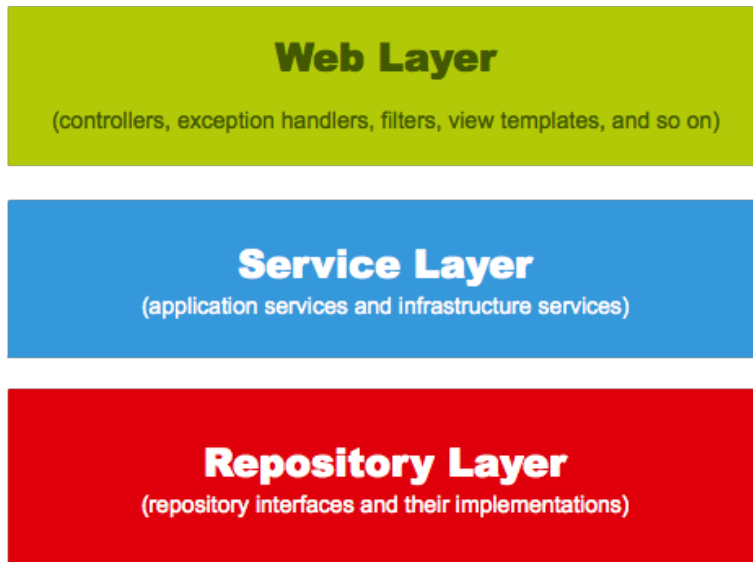 Web Layer
(controllers, exception handlers, filters, view templates, and so on)
Service Layer
(application services and infrastructure services)
Repository Layer
(repository interfaces and their implementations)